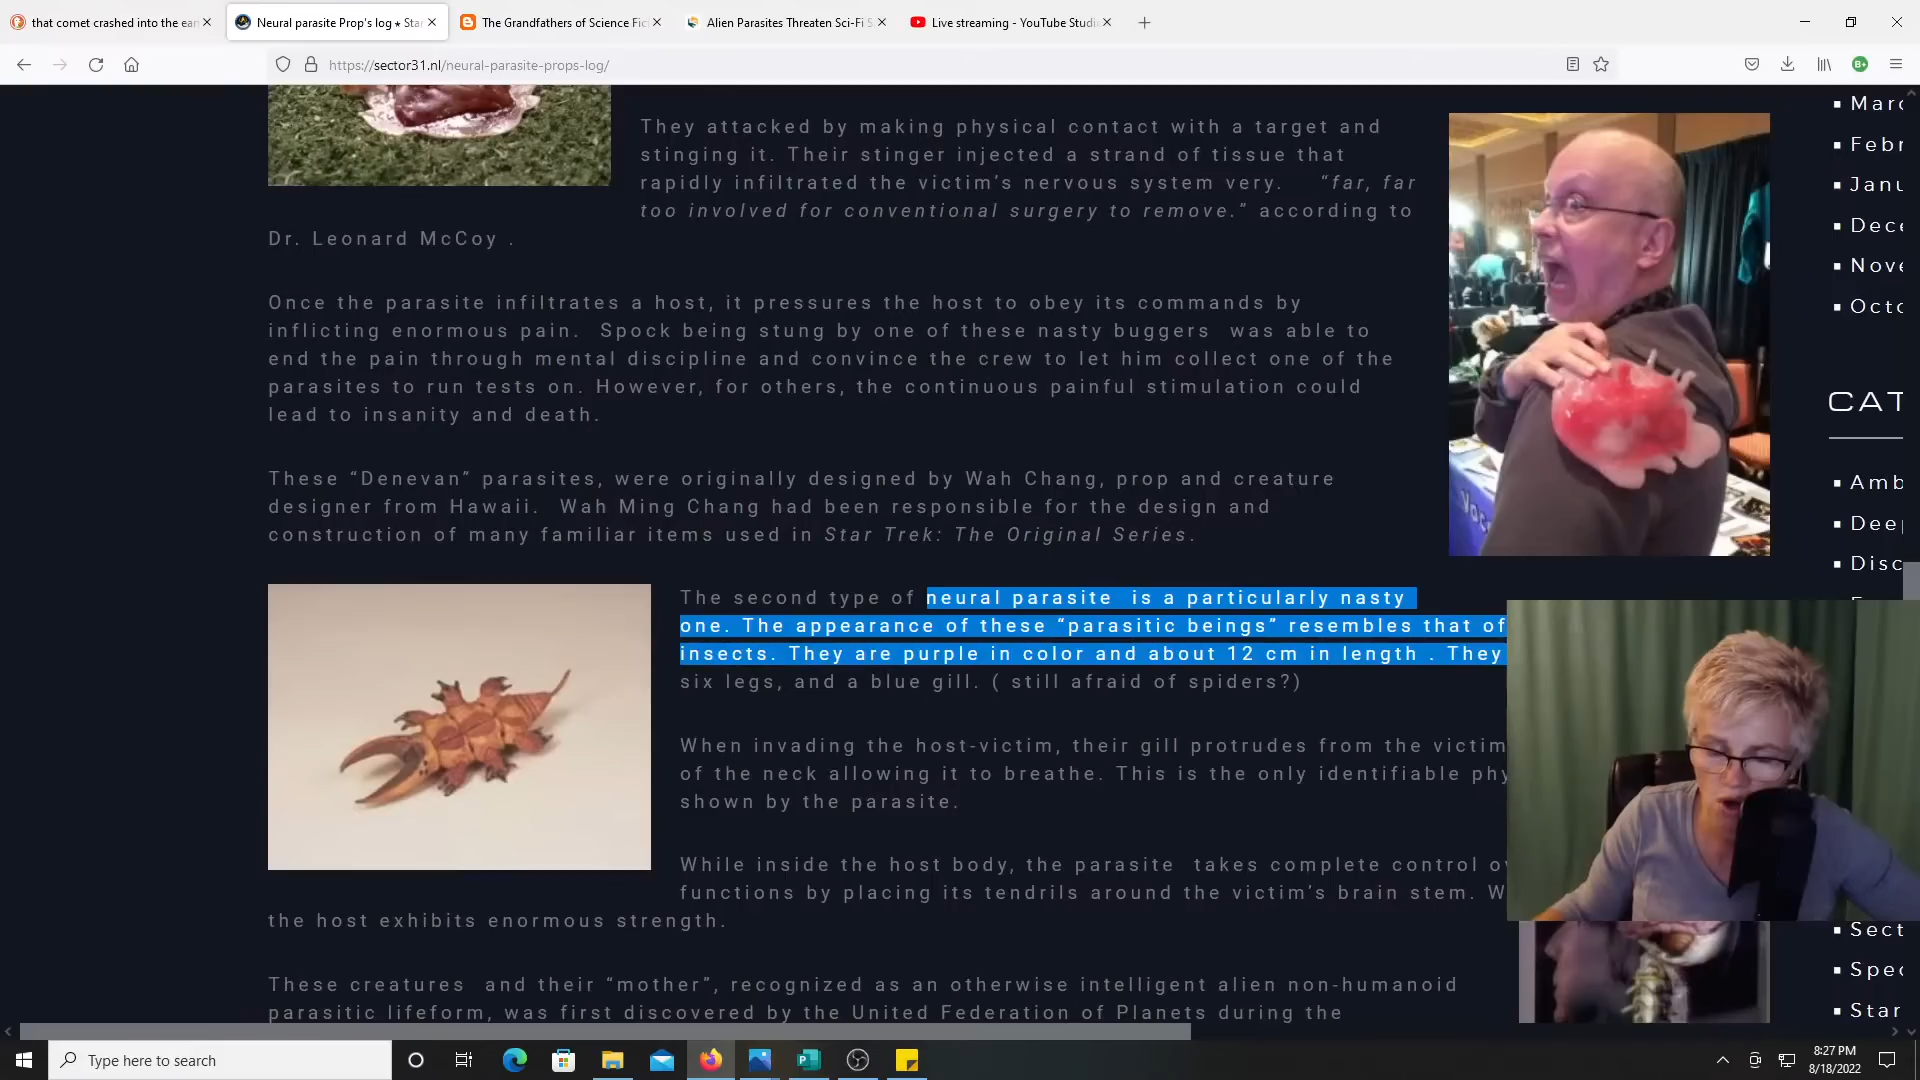 that comet crashed into the ear
Neural parasite Prop's log ⋆ Star
The Grandfathers of Science Fic
Alien Parasites Threaten Sci-Fi S
Live streaming - YouTube Studi
https://sector31.nl/neural-parasite-props-log/
They attacked by making physical contact with a target and
stinging it. Their stinger injected a strand of tissue that
rapidly infiltrated the victim's nervous system very. “far, far
too involved for conventional surgery to remove.” according to
Dr. Leonard McCoy .
Once the parasite infiltrates a host, it pressures the host to obey its commands by
inflicting enormous pain. Spock being stung by one of these nasty buggers was able to
end the pain through mental discipline and convince the crew to let him collect one of the
parasites to run tests on. However, for others, the continuous painful stimulation could
lead to insanity and death.
These “Denevan” parasites, were originally designed by Wah Chang, prop and creature
designer from Hawaii. Wah Ming Chang had been responsible for the design and
construction of many familiar items used in Star Trek: The Original Series.
The second type of neural parasite is a particularly nasty
one. The appearance of these “parasitic beings” resembles that of
insects. They are purple in color and about 12 cm in length . They
six legs, and a blue gill. ( still afraid of spiders?)
When invading the host-victim, their gill protrudes from the victim
of the neck allowing it to breathe. This is the only identifiable phy
shown by the parasite.
While inside the host body, the parasite takes complete control ov
functions by placing its tendrils around the victim's brain stem. W
the host exhibits enormous strength.
These creatures and their “mother”, recognized as an otherwise intelligent alien non-humanoid
parasitic lifeform, was first discovered by the United Federation of Planets during the
Marc
Febr
Janu
Dece
Nove
Octo
CAT
Amb
Deep
Disc
Sect
Spec
Star
Type here to search
8:27 PM
8/18/2022